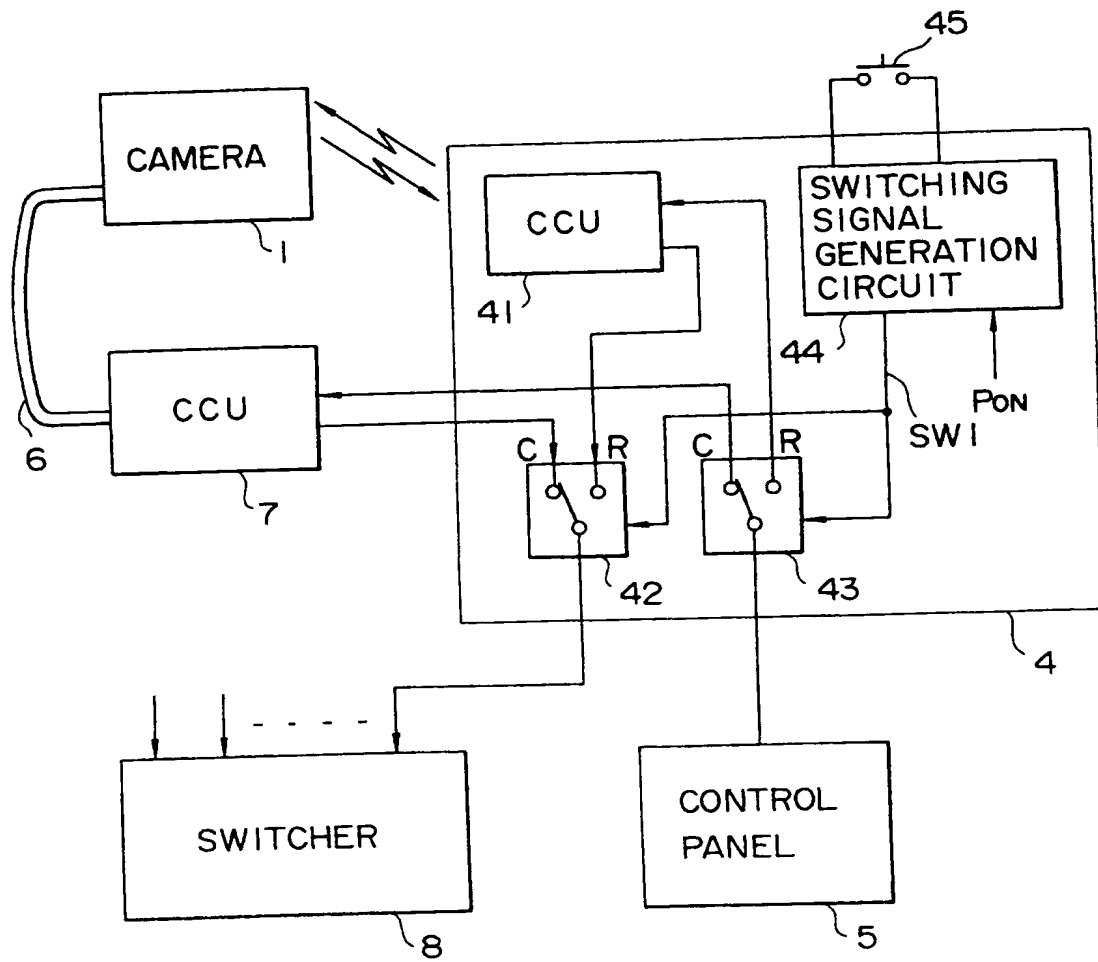 45
CAMERA
1
CCU
41
SWITCHING
SIGNAL
GENERATION
CIRCUIT
44
PON
SW1
CCU
6
7
C
R
C
R
42
43
4
SWITCHER
8
CONTROL
PANEL
5